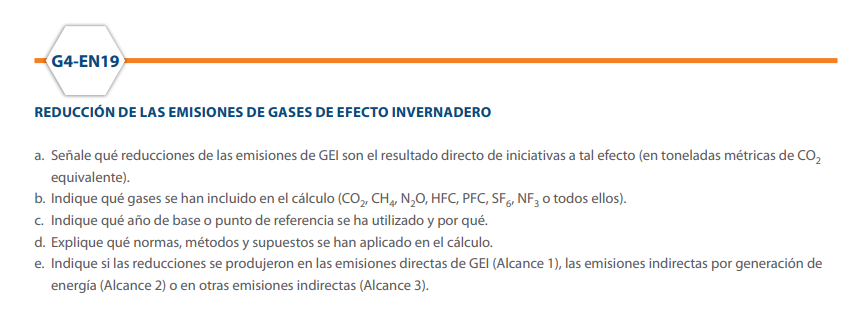 G4-EN19
REDUCCIÓN DE LAS EMISIONES DE GASES DE EFECTO INVERNADERO
a. Señale qué reducciones de las emisiones de GEI son el resultado directo de iniciativas a tal efecto (en toneladas métricas de CO₂
equivalente).
b. Indique qué gases se han incluido en el cálculo (CO₂, CH₄, N₂O, HFC, PFC, SF₆, NF₃ o todos ellos).
c. Indique qué año de base o punto de referencia se ha utilizado y por qué.
d. Explique qué normas, métodos y supuestos se han aplicado en el cálculo.
e. Indique si las reducciones se produjeron en las emisiones directas de GEI (Alcance 1), las emisiones indirectas por generación de
energía (Alcance 2) o en otras emisiones indirectas (Alcance 3).